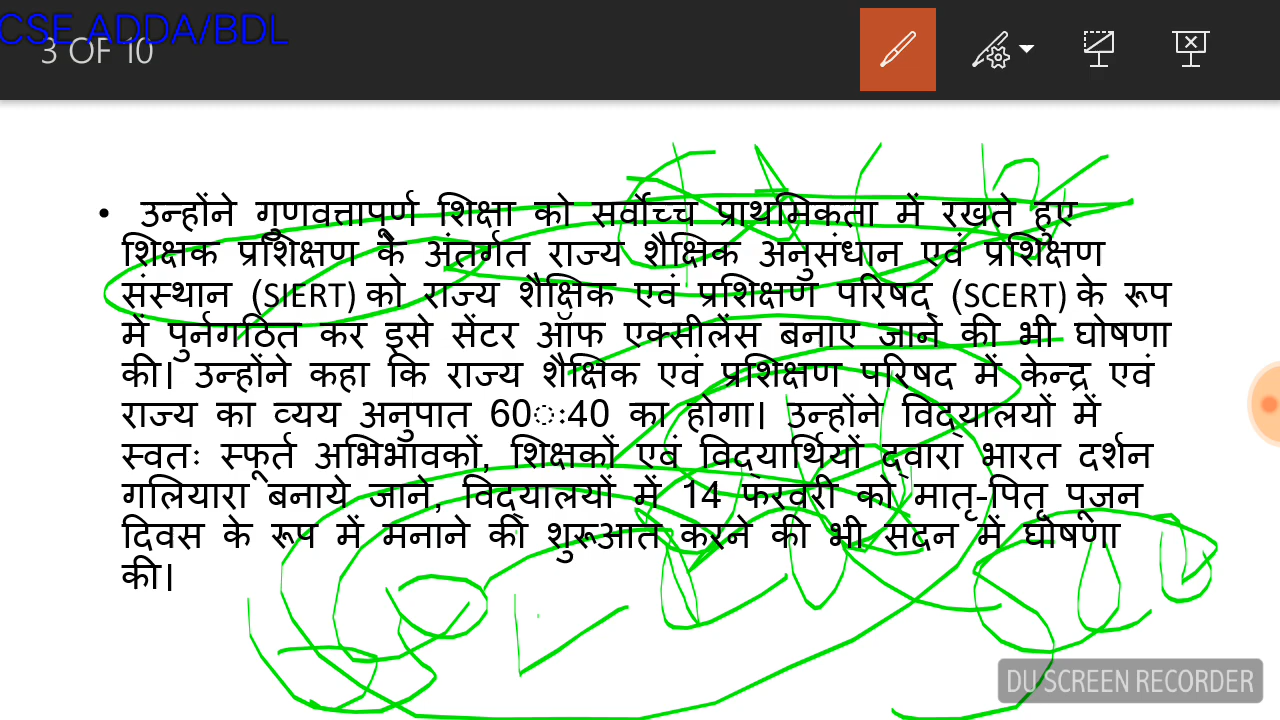 CSE ADDA/BDL
3 OF 10
• उन्होंने गुणवत्तापूर्ण शिक्षा को सर्वोच्च प्राथमिकता में रखते हुए
शिक्षक प्रशिक्षण के अंतर्गत राज्य शैक्षिक अनुसंधान एवं प्रशिक्षण
संस्थान (SIERT) को राज्य शैक्षिक एवं प्रशिक्षण परिषद् (SCERT) के रूप
में पुर्नगठित कर इसे सेंटर ऑफ एक्सीलेंस बनाए जाने की भी घोषणा
की। उन्होंने कहा कि राज्य शैक्षिक एवं प्रशिक्षण परिषद में केन्द्र एवं
राज्य का व्यय अनुपात 60ः40 का होगा। उन्होंने विद्यालयों में
स्वतः स्फूर्त अभिभावकों, शिक्षकों एवं विद्यार्थियों द्वारा भारत दर्शन
गलियारा बनाये जाने, विद्यालयों में 14 फरवरी को मातृ-पितृ पूजन
दिवस के रूप में मनाने की शुरूआत करने की भी सदन में घोषणा
की।
DU SCREEN RECORDER